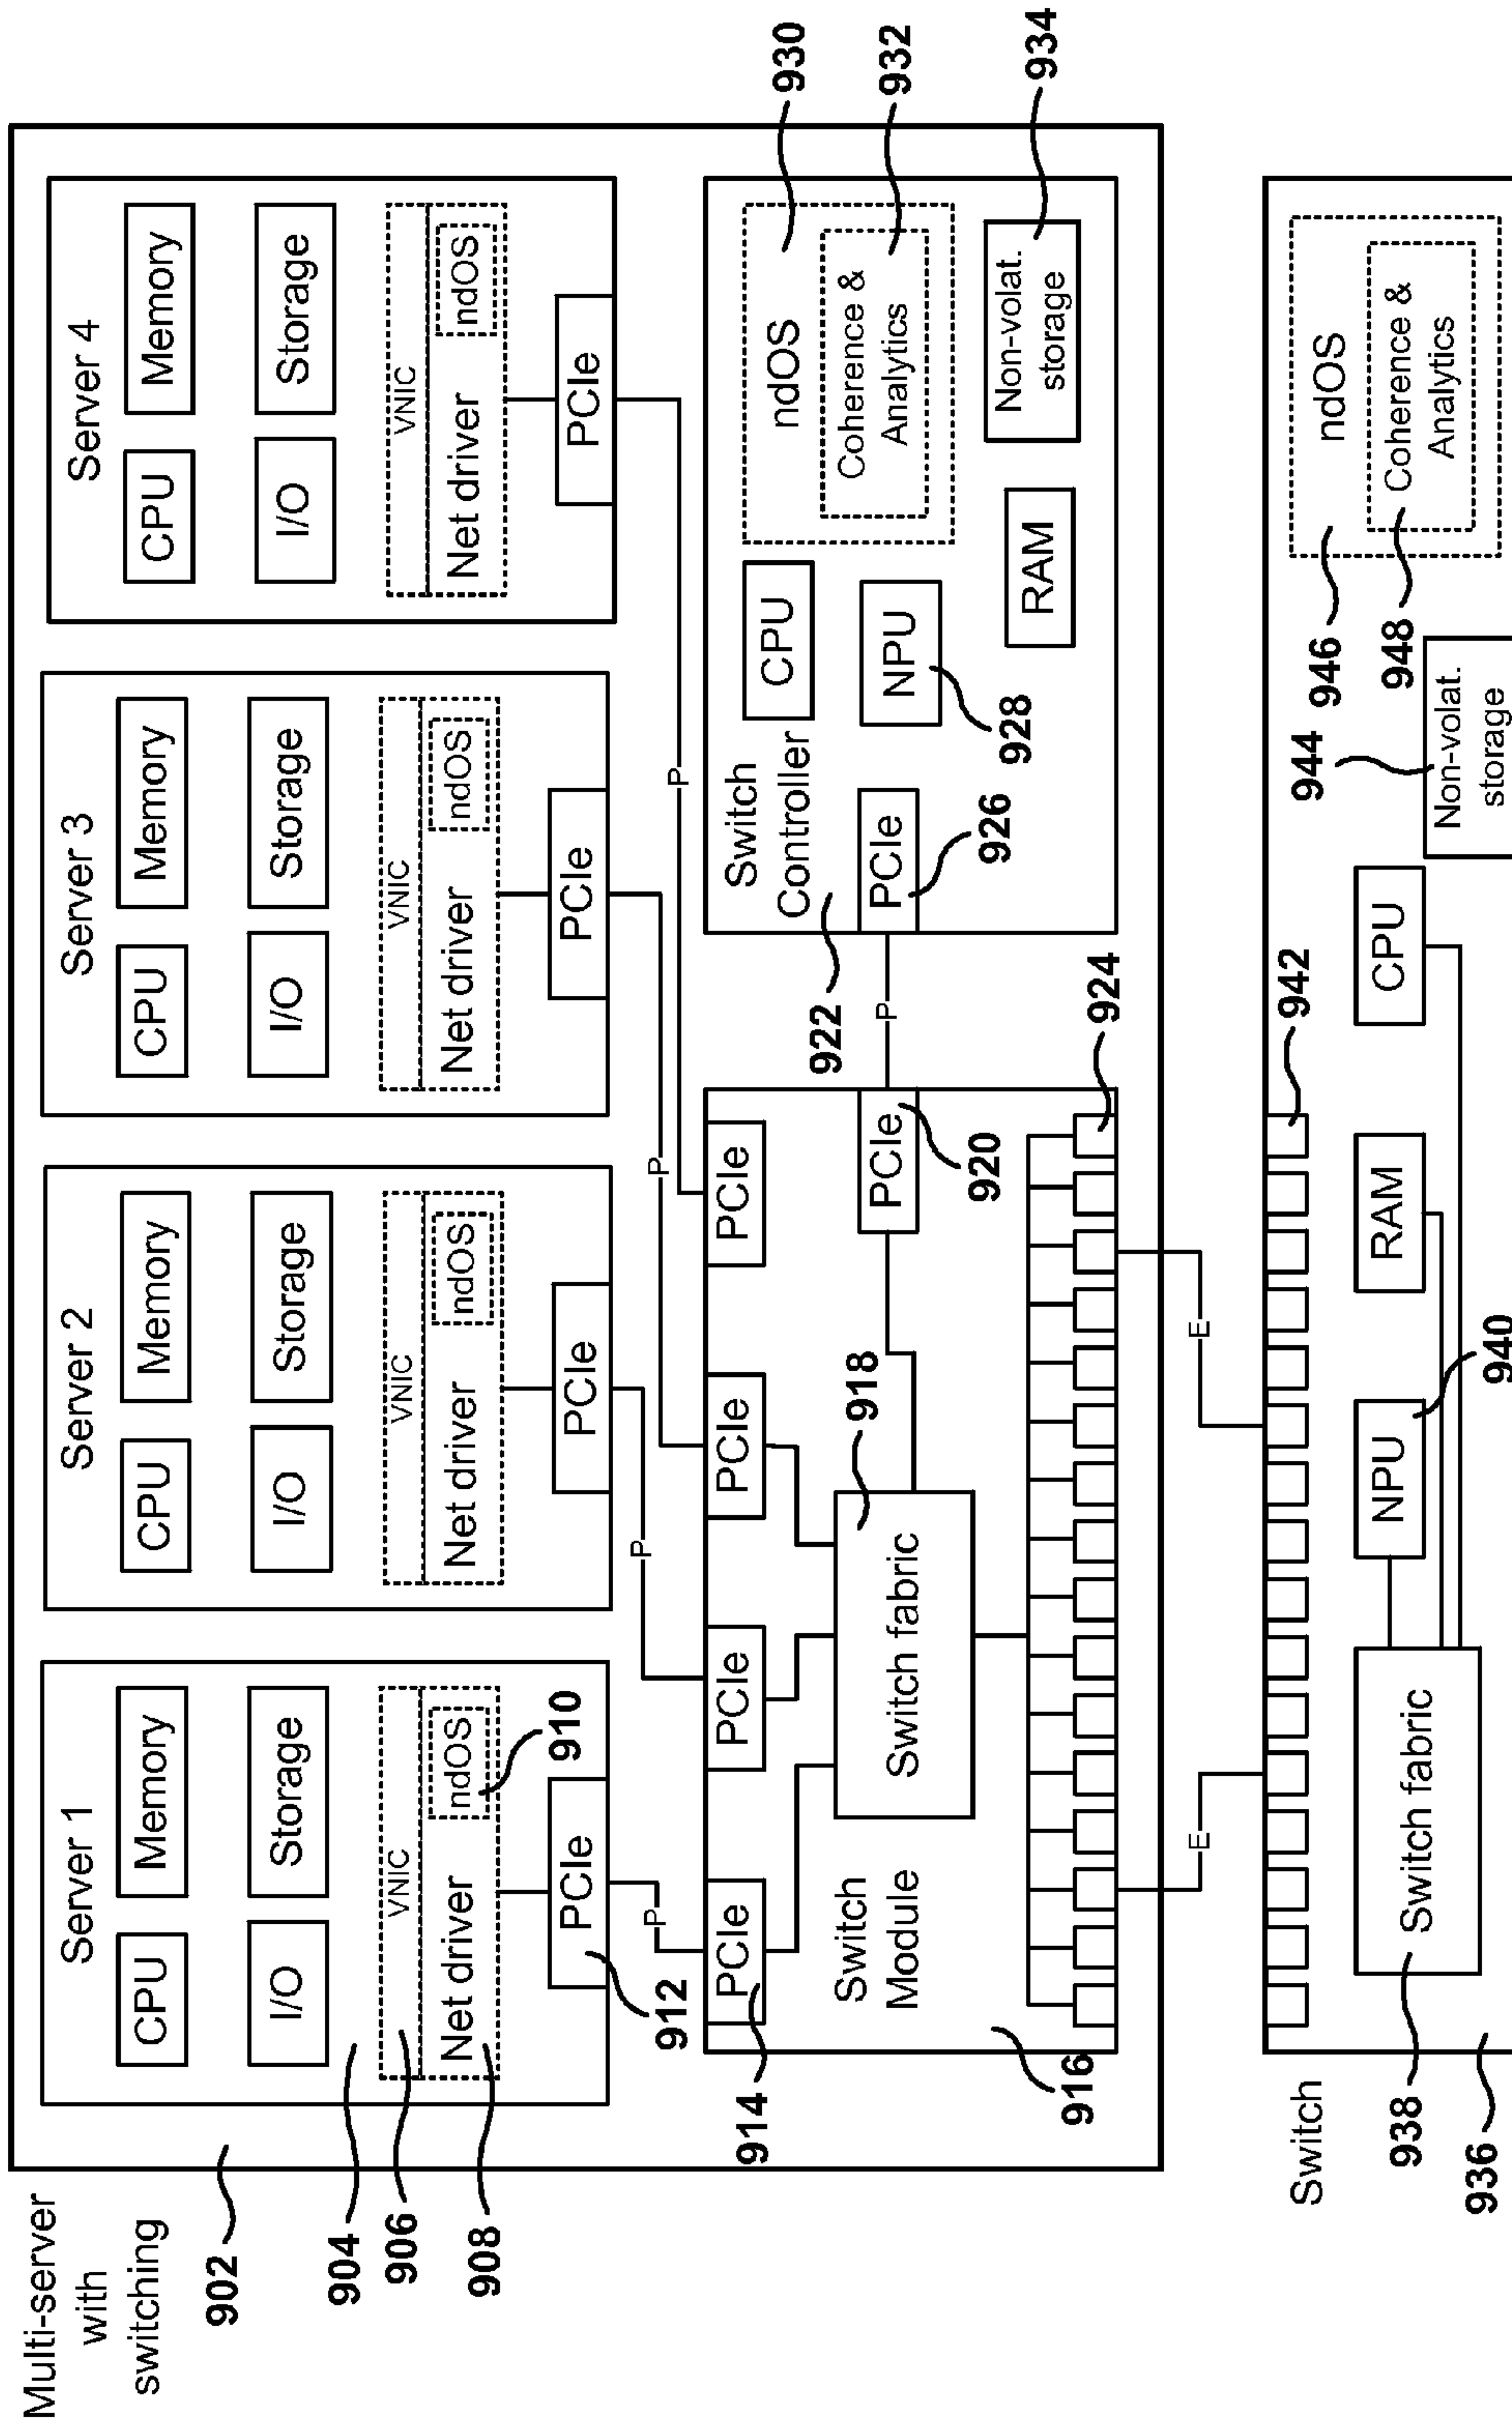 Multi-server
with
switching
902
904
906
908
Server 1
CPU
Memory
I/O
Storage
VNIC
Net driver
ndOS
910
PCIe
912
Server 2
CPU
Memory
I/O
Storage
VNIC
Net driver
ndOS
PCIe
Server 3
CPU
Memory
I/O
Storage
VNIC
Net driver
ndOS
PCIe
Server 4
CPU
Memory
I/O
Storage
VNIC
Net driver
ndOS
PCIe
P
P
P
P
914
PCIe
PCIe
PCIe
PCIe
Switch
Module
916
Switch fabric
918
PCIe
920
P
922
924
Switch
Controller
PCIe
926
CPU
NPU
928
RAM
ndOS
930
Coherence &
Analytics
932
Non-volat.
storage
934
E
E
Switch
936
938
Switch fabric
NPU
940
RAM
CPU
942
944
Non-volat.
storage
946
ndOS
948
Coherence &
Analytics